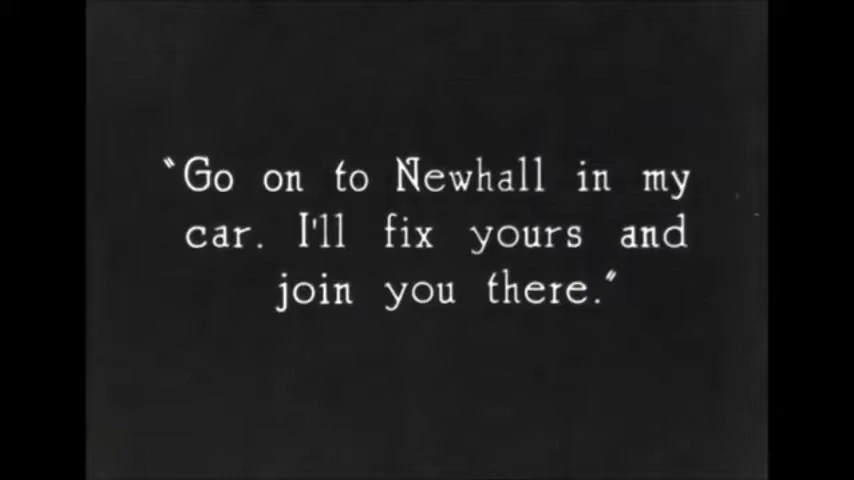 "Go on to Newhall in my
car. I'll fix yours and
join you there."